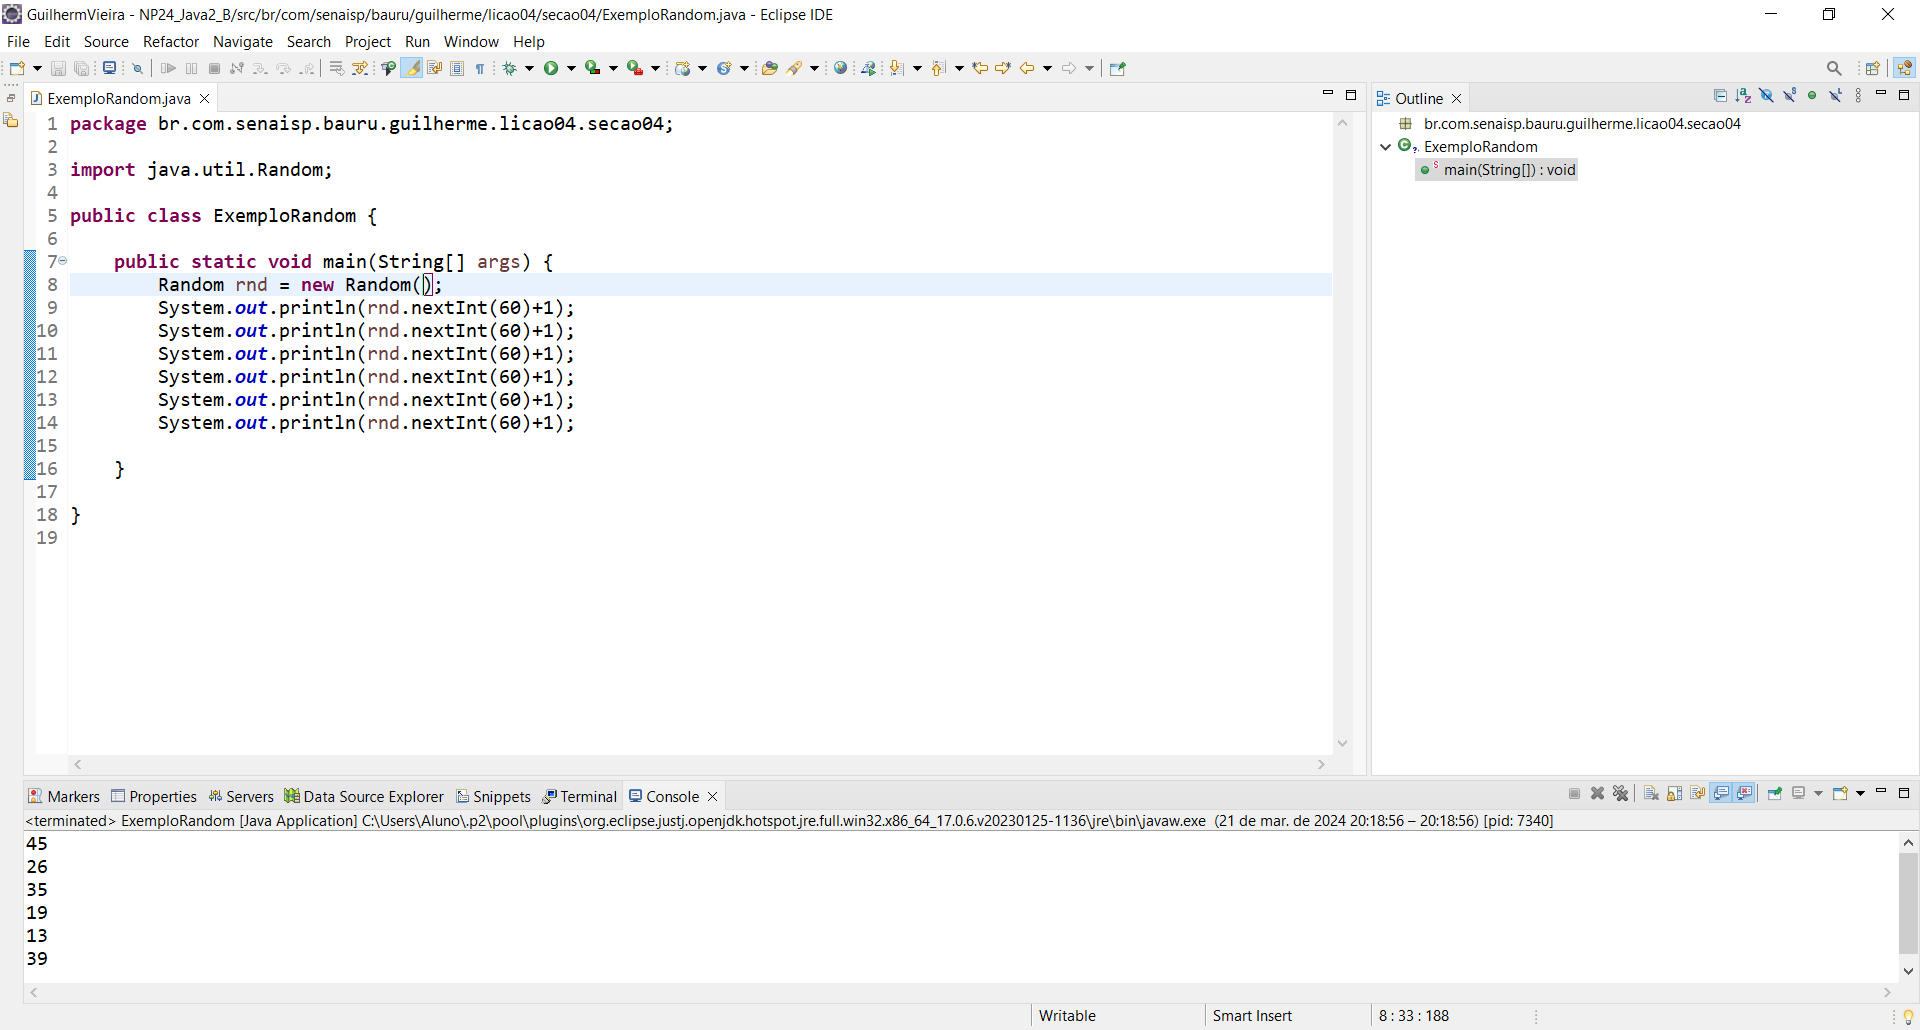 GuilhermVieira - NP24_Java2_B/src/br/com/senaisp/bauru/guilherme/licao04/secao04/ExemploRandom.java - Eclipse IDE
File Edit Source Refactor Navigate Search Project Run Window Help
ExemploRandom.java
1 package br.com.senaisp.bauru.guilherme.licao04.secao04;
2
3 import java.util.Random;
4
5 public class ExemploRandom {
6
7 public static void main(String[] args) {
8 Random rnd = new Random();
9 System.out.println(rnd.nextInt(60)+1);
10 System.out.println(rnd.nextInt(60)+1);
11 System.out.println(rnd.nextInt(60)+1);
12 System.out.println(rnd.nextInt(60)+1);
13 System.out.println(rnd.nextInt(60)+1);
14 System.out.println(rnd.nextInt(60)+1);
15
16 }
17
18 }
19
Outline
br.com.senaisp.bauru.guilherme.licao04.secao04
ExemploRandom
main(String[]) : void
Markers Properties Servers Data Source Explorer Snippets Terminal Console
<terminated> ExemploRandom [Java Application] C:\Users\Aluno\.p2\pool\plugins\org.eclipse.justj.openjdk.hotspot.jre.full.win32.x86_64_17.0.6.v20230125-1136\jre\bin\javaw.exe (21 de mar. de 2024 20:18:56 – 20:18:56) [pid: 7340]
45
26
35
19
13
39
Writable Smart Insert 8 : 33 : 188